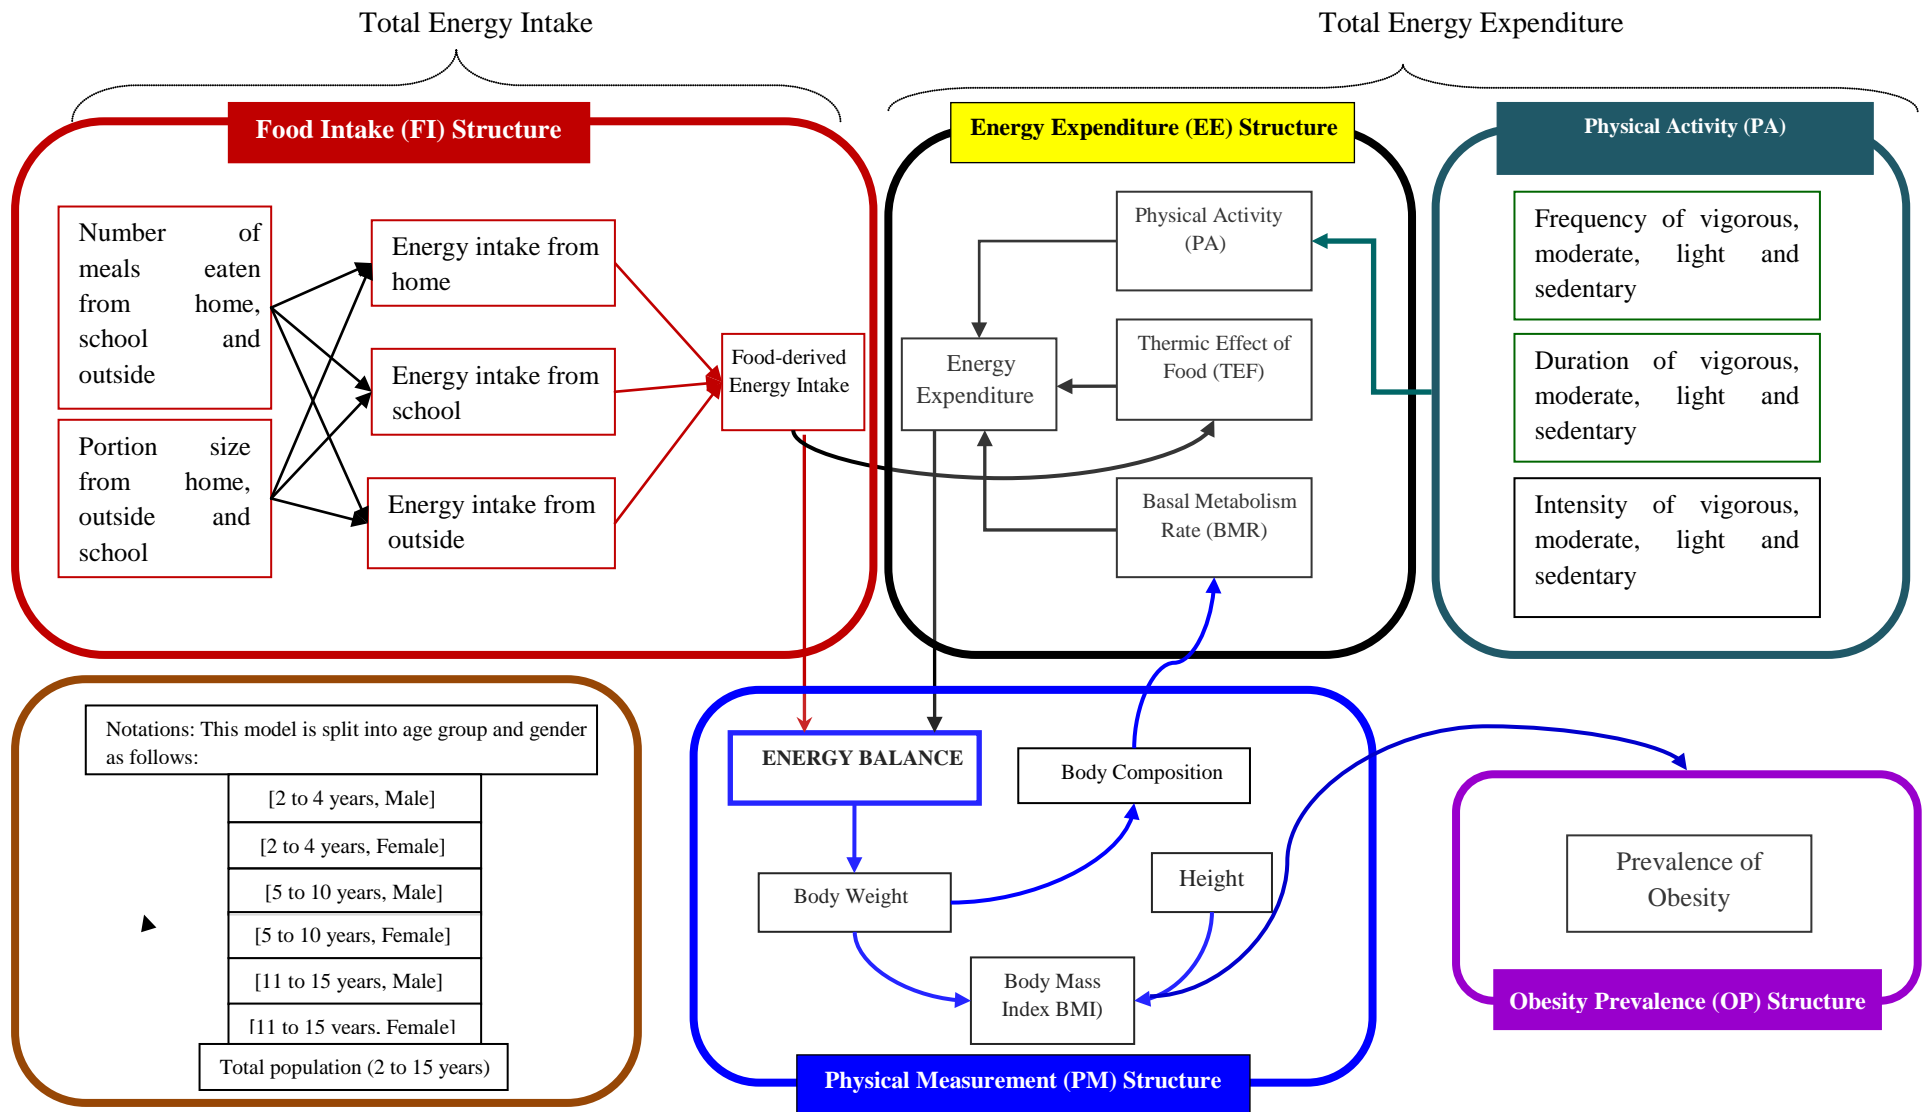 Total Energy Intake
Total Energy Expenditure
Food Intake (FI) Structure
Number of
meals eaten
from home,
school and
outside
Portion size
from home,
outside and
school
Energy intake from
home
Energy intake from
school
Energy intake from
outside
Food-derived
Energy Intake
Energy Expenditure (EE) Structure
Physical Activity
(PA)
Energy
Expenditure
Thermic Effect of
Food (TEF)
Basal Metabolism
Rate (BMR)
Physical Activity (PA)
Frequency of vigorous,
moderate, light and
sedentary
Duration of vigorous,
moderate, light and
sedentary
Intensity of vigorous,
moderate, light and
sedentary
Notations: This model is split into age group and gender
as follows:
[2 to 4 years, Male]
[2 to 4 years, Female]
[5 to 10 years, Male]
[5 to 10 years, Female]
[11 to 15 years, Male]
[11 to 15 years, Female]
Total population (2 to 15 years)
ENERGY BALANCE
Body Composition
Body Weight
Height
Body Mass
Index BMI)
Physical Measurement (PM) Structure
Prevalence of
Obesity
Obesity Prevalence (OP) Structure